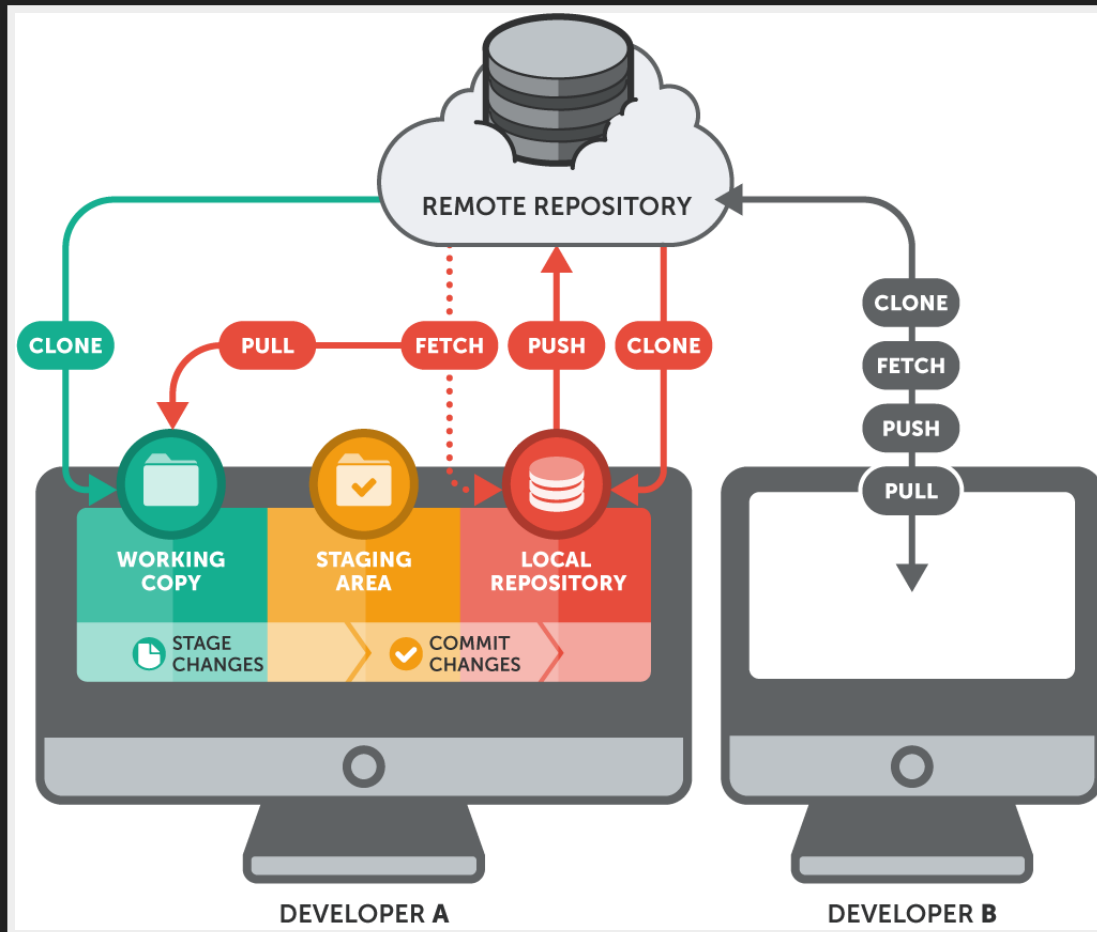 REMOTE REPOSITORY
CLONE
PULL
FETCH
PUSH
CLONE
CLONE
FETCH
PUSH
PULL
WORKING
COPY
STAGING
AREA
LOCAL
REPOSITORY
STAGE
CHANGES
COMMIT
CHANGES
DEVELOPER A
DEVELOPER B